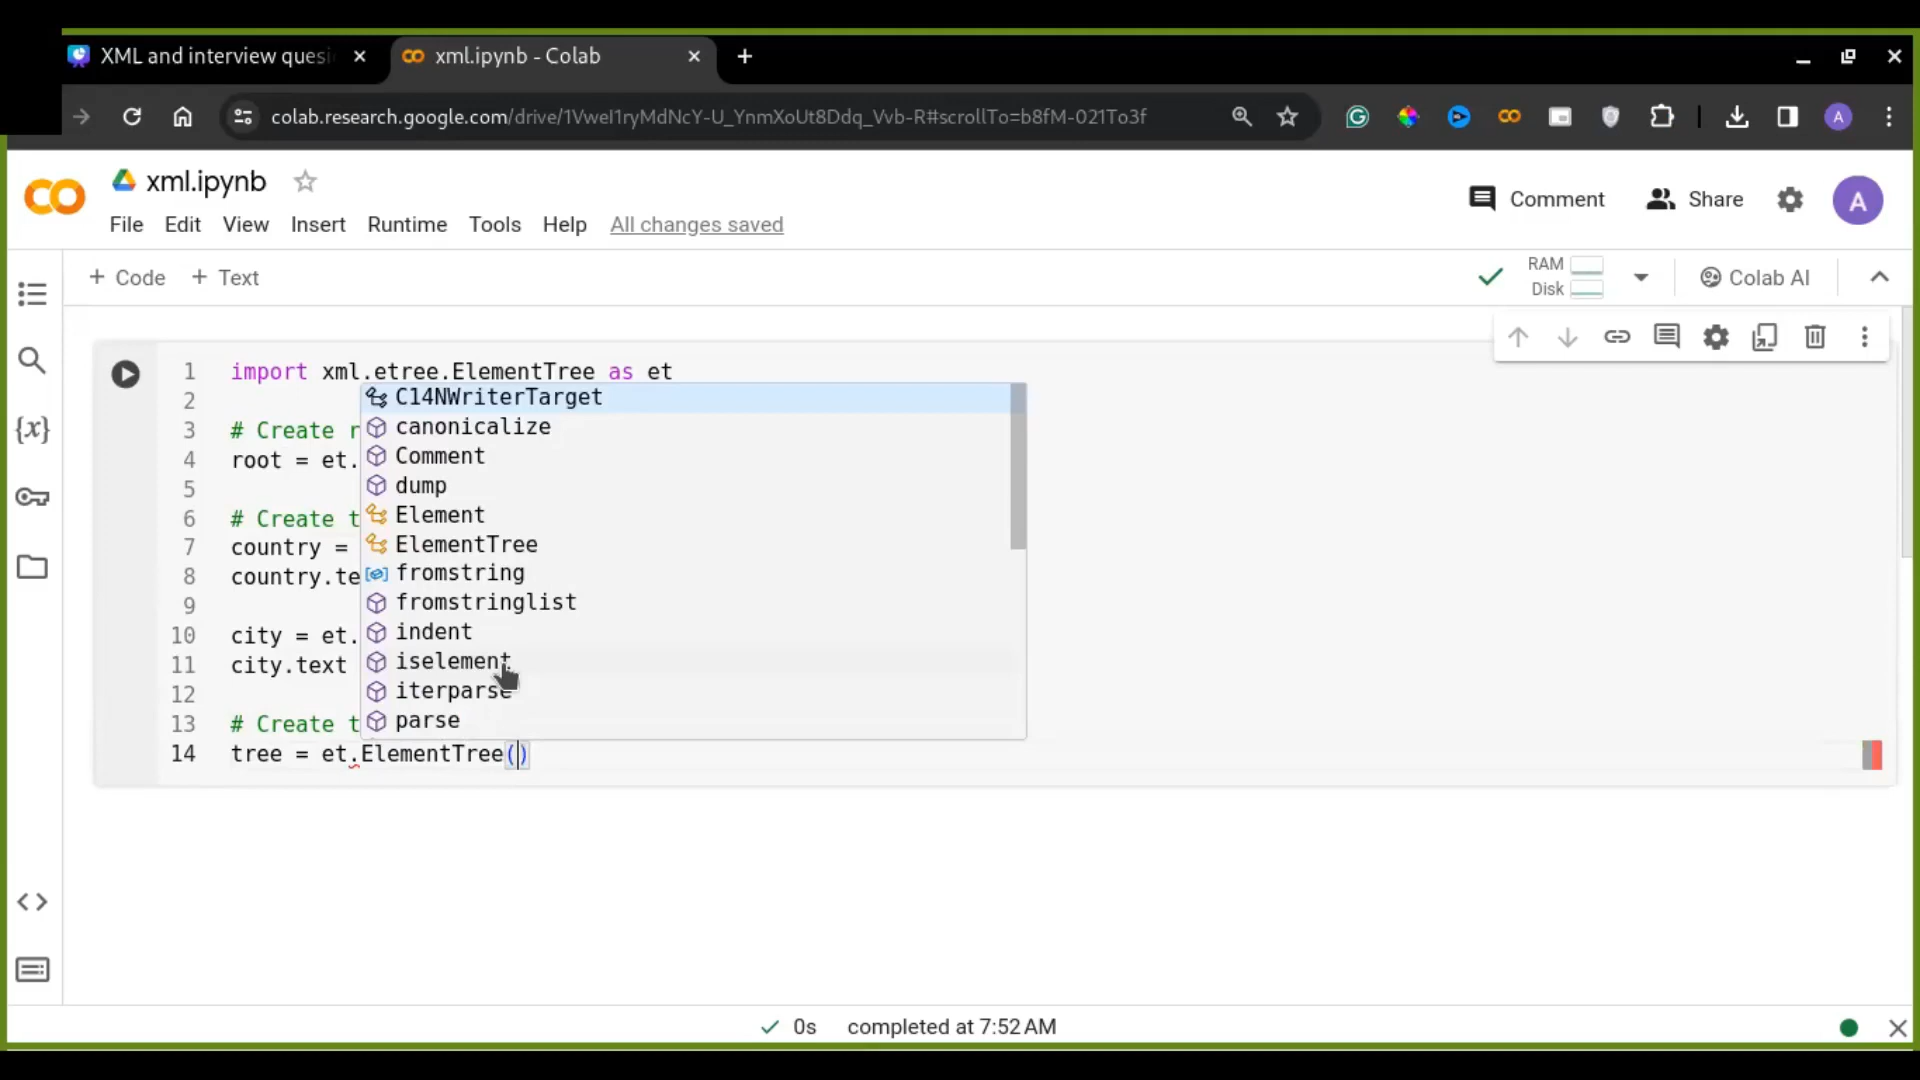 XML and interview quesi
xml.ipynb - Colab
colab.research.google.com/drive/1VweI1ryMdNcY-U_YnmXoUt8Ddq_Vvb-R#scrollTo=b8fM-021To3f
A
xml.ipynb
Comment
Share
A
File Edit View Insert Runtime Tools Help All changes saved
+ Code + Text
RAM
Disk
Colab AI
1 import xml.etree.ElementTree as et
2
3 # Create r
4 root = et.
5
6 # Create t
7 country =
8 country.te
9
10 city = et.
11 city.text
12
13 # Create t
14 tree = et.ElementTree()
C14NWriterTarget
canonicalize
Comment
dump
Element
ElementTree
fromstring
fromstringlist
indent
iselement
iterparse
parse
{x}
0s completed at 7:52 AM